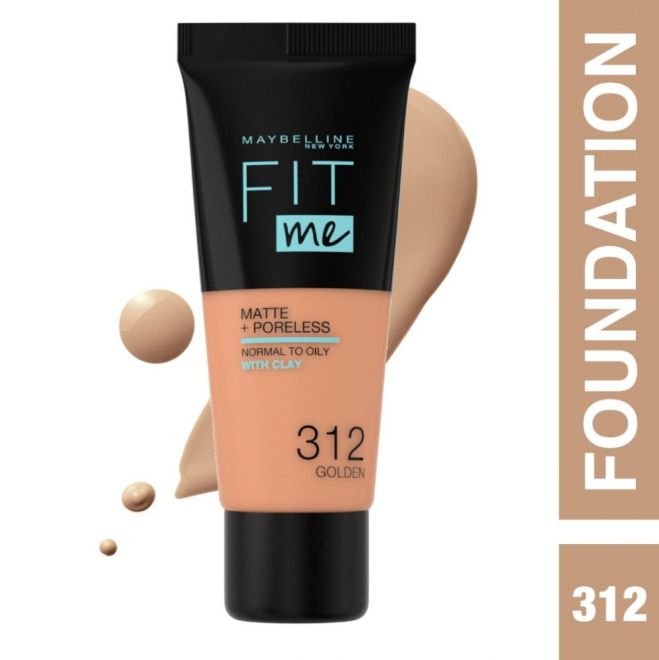 MAYBELLINE
NEW YORK
FIT
me
MATTE
+ PORELESS
NORMAL TO OILY
WITH CLAY
312
GOLDEN
FOUNDATION
312